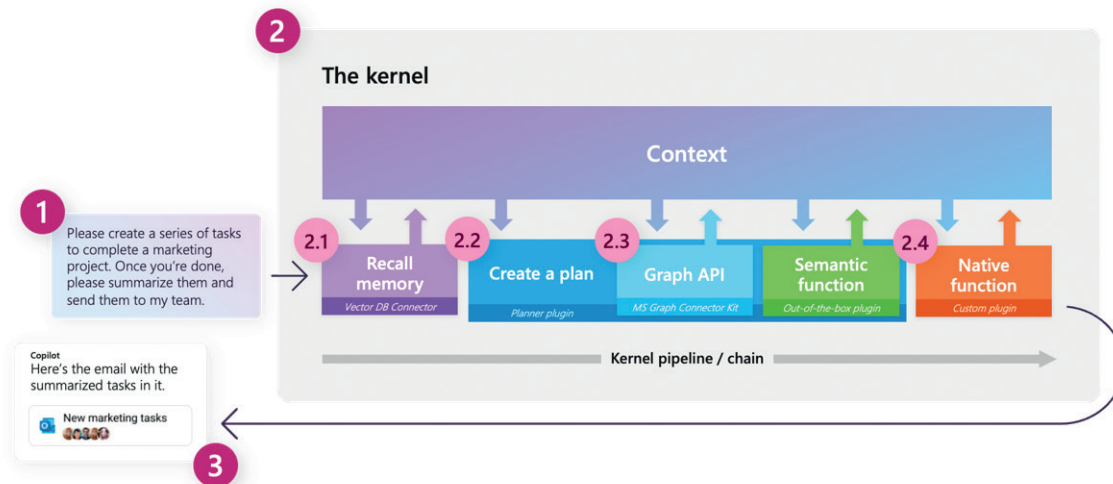 1
Please create a series of tasks
to complete a marketing
project. Once you're done,
please summarize them and
send them to my team.
2
The kernel
Context
2.1
Recall
memory
Vector DB Connector
2.2
Create a plan
Planner plugin
2.3
Graph API
MS Graph Connector Kit
Semantic
function
Out-of-the-box plugin
2.4
Native
function
Custom plugin
Kernel pipeline / chain
Copilot
Here's the email with the
summarized tasks in it.
New marketing tasks
3